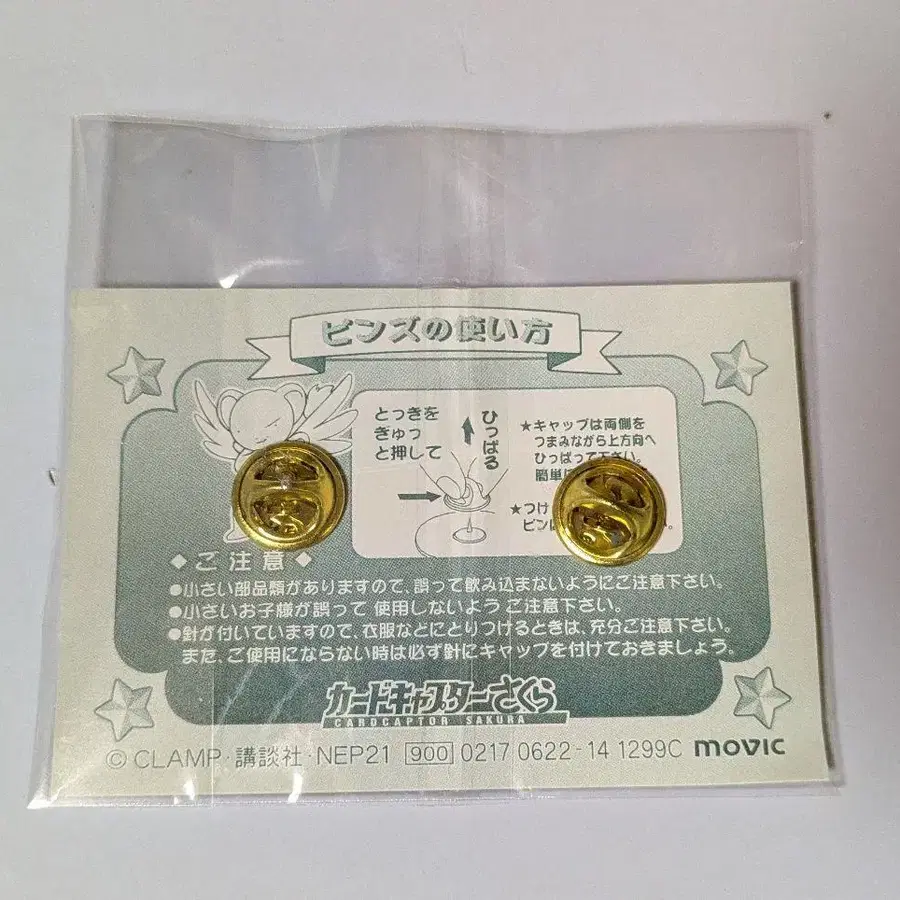 ピンズの使い方
とっきを
ぎゅっ
と押して
ひっぱる
★キャップは両側を
つまみながら上方向へ
ひっぱって下さい。
簡単に
★つけ
ピン
◆ご注意◆
●小さい部品類がありますので、誤って飲み込まないようにご注意下さい。
●小さいお子様が誤って 使用しないよう ご注意下さい。
●針が付いていますので、衣服などにとりつけるときは、充分ご注意下さい。
また、ご使用にならない時は必ず針にキャップを付けておきましょう。
カードキャプターさくら
CARDCAPTOR SAKURA
©CLAMP・講談社・NEP21 900 0217 0622-14 1299C movic